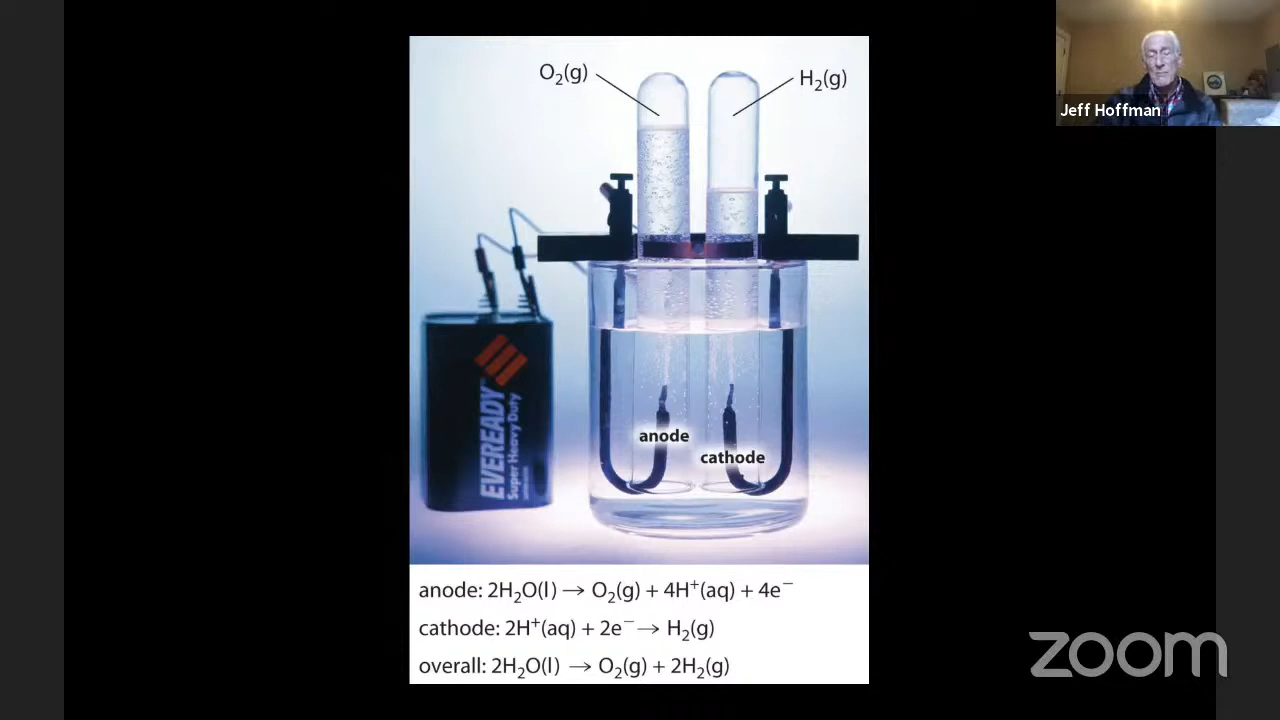 O₂(g)
H₂(g)
Jeff Hoffman
EVEREADY
Super Heavy Duty
anode
cathode
anode: 2H₂O(l) → O₂(g) + 4H⁺(aq) + 4e⁻
cathode: 2H⁺(aq) + 2e⁻ → H₂(g)
overall: 2H₂O(l) → O₂(g) + 2H₂(g)
zoom